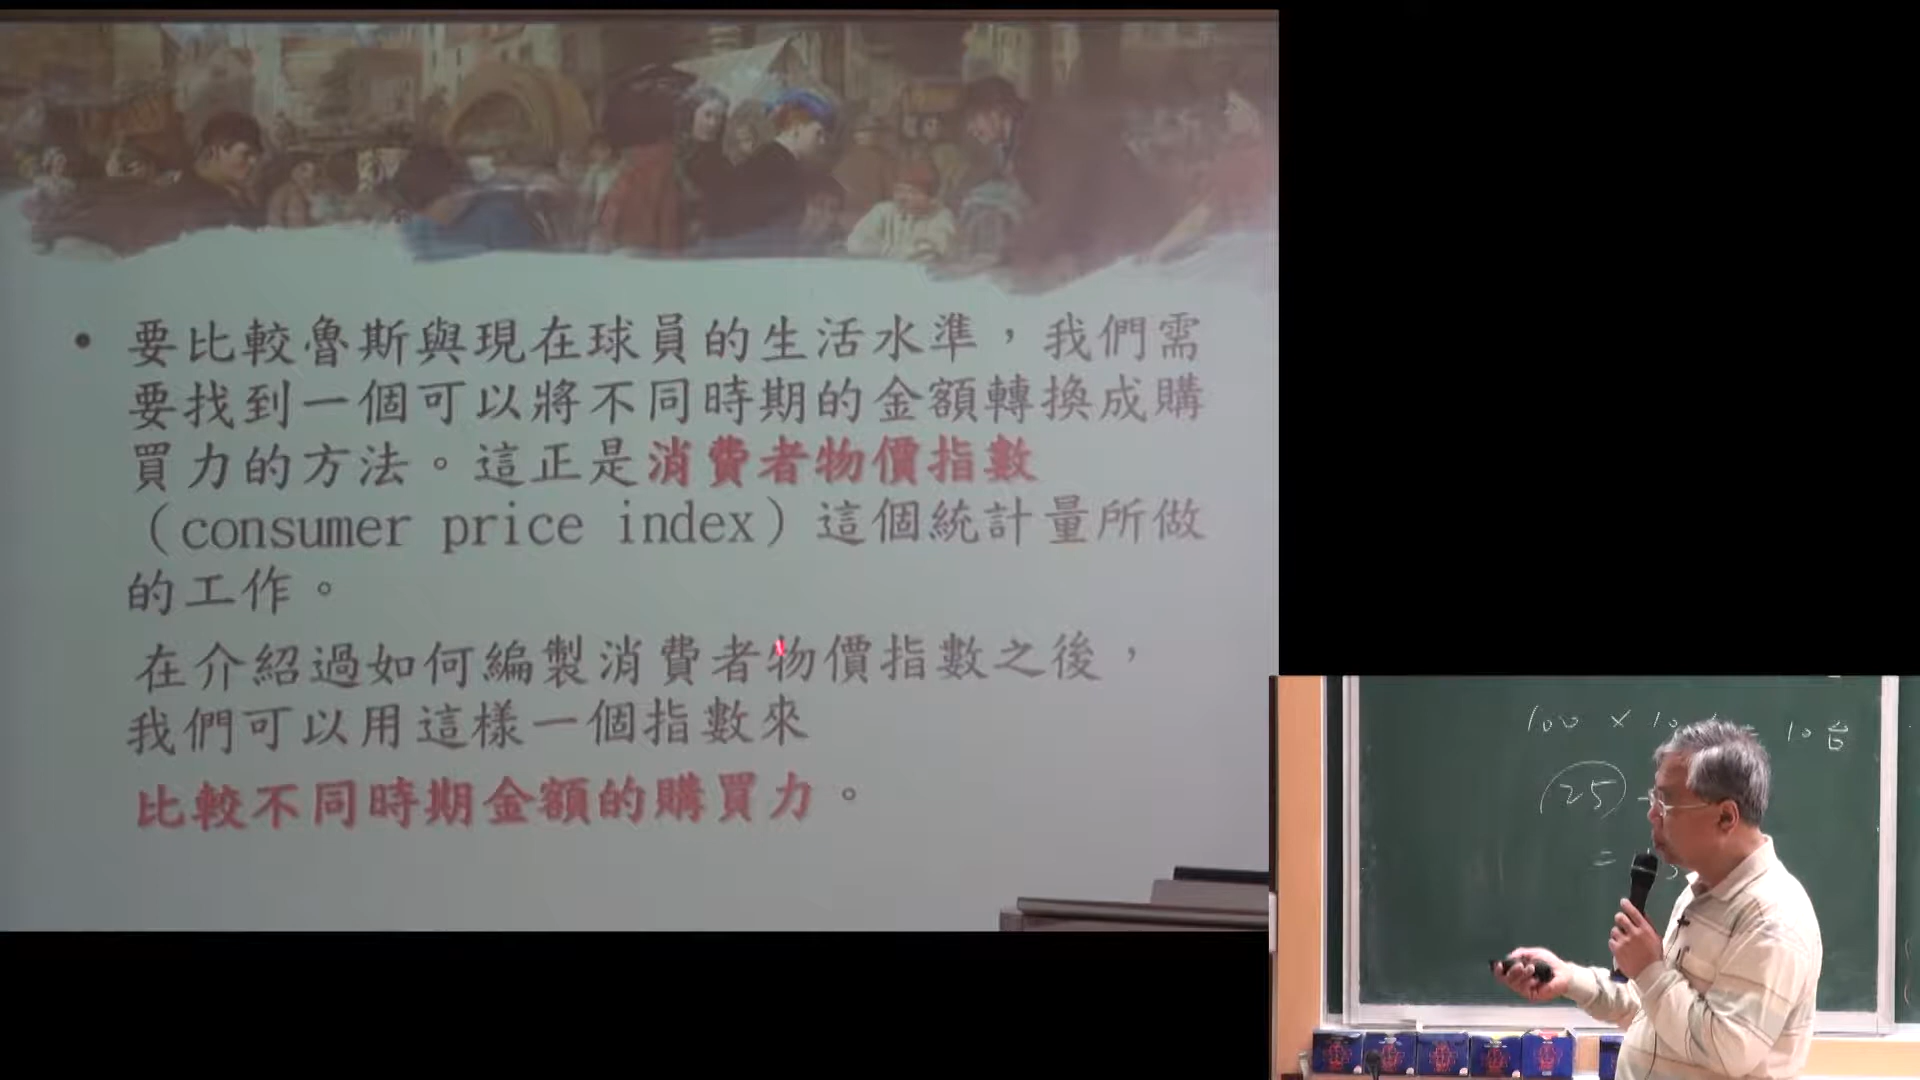 • 要比較魯斯與現在球員的生活水準，我們需
要找到一個可以將不同時期的金額轉換成購
買力的方法。這正是消費者物價指數
（consumer price index）這個統計量所做
的工作。
在介紹過如何編製消費者物價指數之後，
我們可以用這樣一個指數來
比較不同時期金額的購買力。
100 × 10
25
=